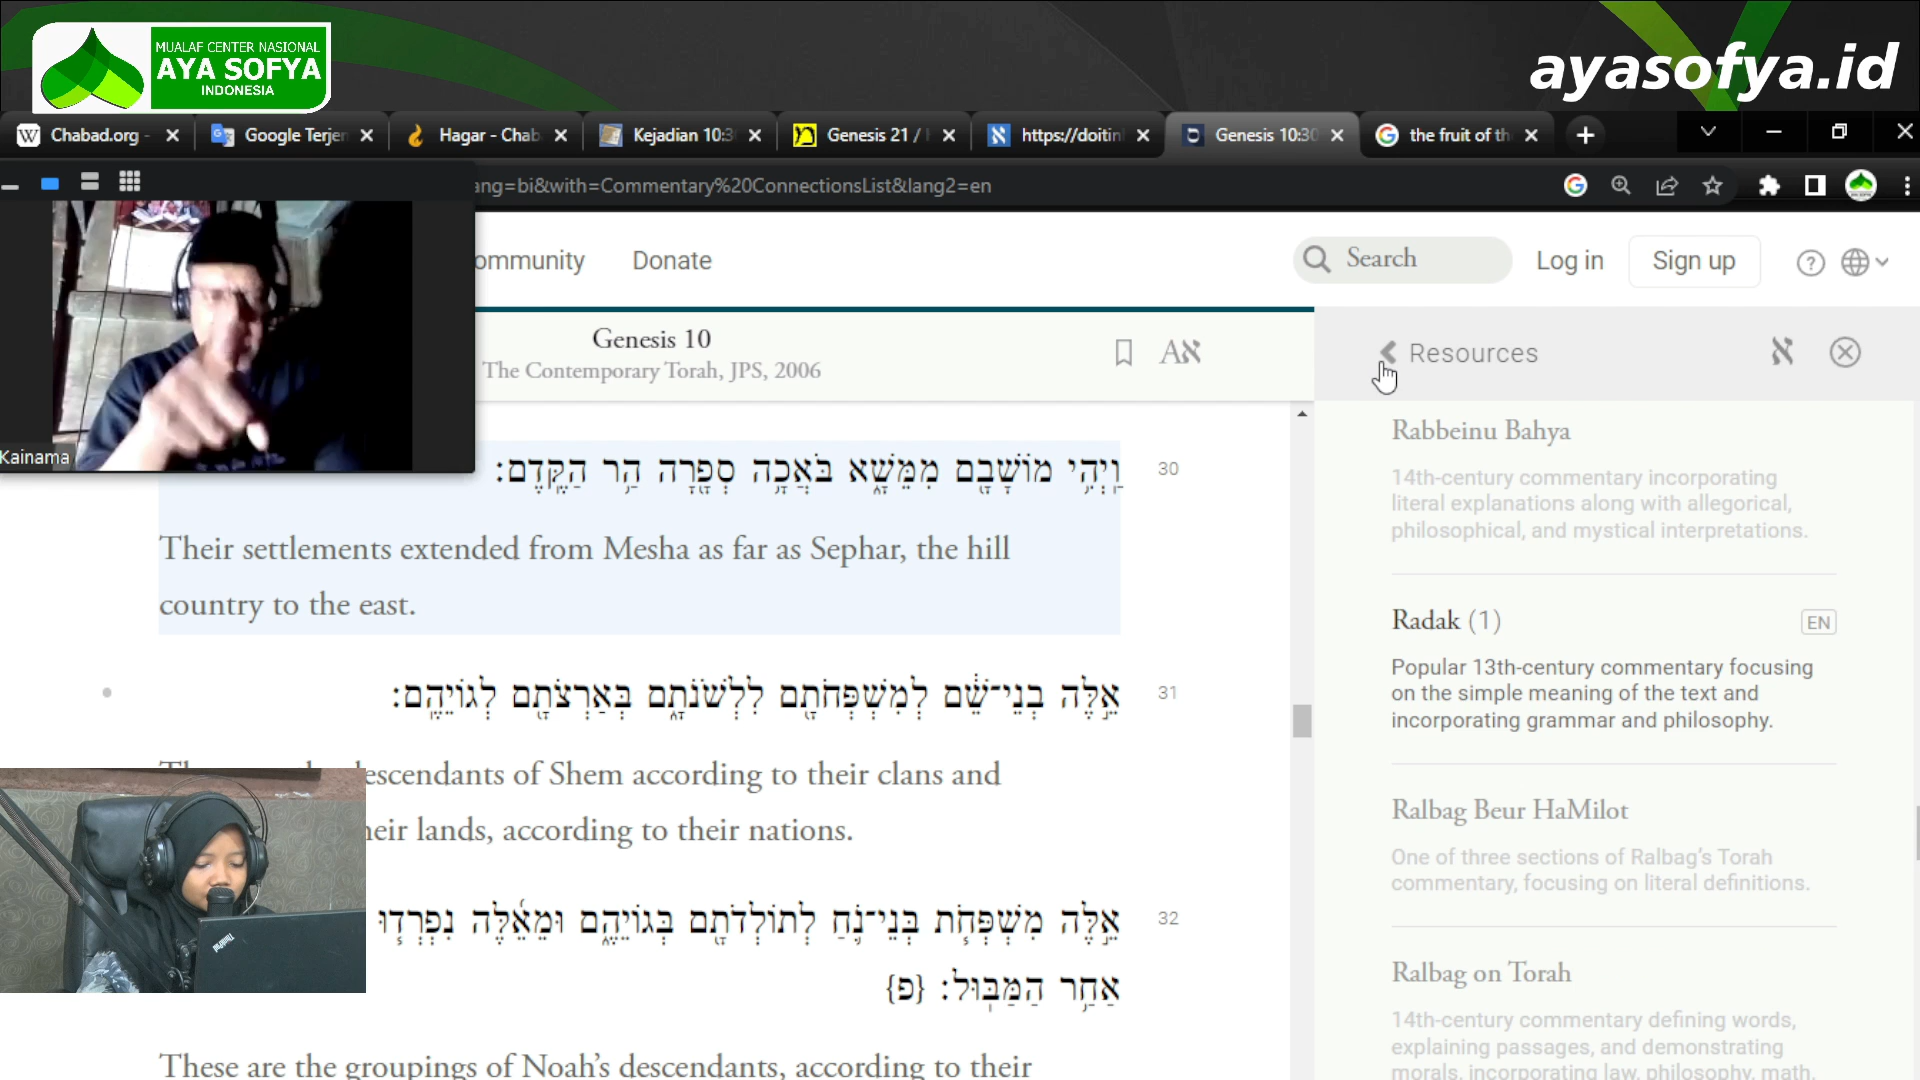 MUALAF CENTER NASIONAL
AYA SOFYA
INDONESIA
ayasofya.id
Chabad.org -
Google Terjen
Hagar - Chab
Kejadian 10:3
Genesis 21 /
https://doitin
Genesis 10:30
the fruit of th
ang=bi&with=Commentary%20ConnectionsList&lang2=en
ommunity
Donate
Search
Log in
Sign up
Genesis 10
The Contemporary Torah, JPS, 2006
Kainama
וַֽיְהִ֥י מוֹשָׁבָ֖ם מִמֵּשָׁ֑א בֹּאֲכָ֥ה סְפָ֖רָה הַ֥ר הַקֶּֽדֶם׃
30
Their settlements extended from Mesha as far as Sephar, the hill
country to the east.
אֵ֣לֶּה בְנֵי־שֵׁ֔ם לְמִשְׁפְּחֹתָ֖ם לִלְשֹׁנֹתָ֑ם בְּאַרְצֹתָ֖ם לְגוֹיֵהֶֽם׃
31
escendants of Shem according to their clans and
heir lands, according to their nations.
אֵ֣לֶּה מִשְׁפְּחֹ֧ת בְּנֵי־נֹ֛חַ לְתוֹלְדֹתָ֖ם בְּגוֹיֵהֶ֑ם וּמֵאֵ֜לֶּה נִפְרְד֧וּ
32
אַחַ֥ר הַמַּבּֽוּל׃ {פ}
These are the groupings of Noah's descendants, according to their
Resources
Rabbeinu Bahya
14th-century commentary incorporating
literal explanations along with allegorical,
philosophical, and mystical interpretations.
Radak (1)
EN
Popular 13th-century commentary focusing
on the simple meaning of the text and
incorporating grammar and philosophy.
Ralbag Beur HaMilot
One of three sections of Ralbag's Torah
commentary, focusing on literal definitions.
Ralbag on Torah
14th-century commentary defining words,
explaining passages, and demonstrating
morals, incorporating law, philosophy, math,